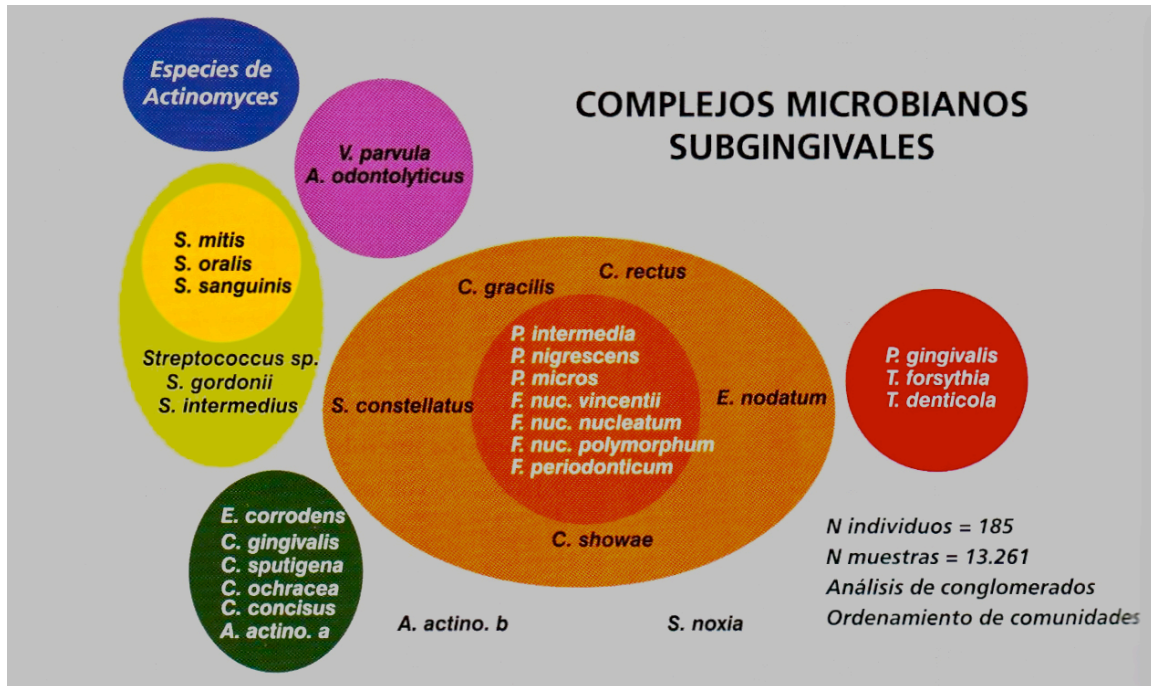 Especies de
Actinomyces
COMPLEJOS MICROBIANOS
SUBGINGIVALES
V. parvula
A. odontolyticus
S. mitis
S. oralis
S. sanguinis
Streptococcus sp.
S. gordonii
S. intermedius
C. gracilis
C. rectus
P. intermedia
P. nigrescens
P. micros
F. nuc. vincentii
F. nuc. nucleatum
F. nuc. polymorphum
F. periodonticum
S. constellatus
E. nodatum
C. showae
P. gingivalis
T. forsythia
T. denticola
E. corrodens
C. gingivalis
C. sputigena
C. ochracea
C. concisus
A. actino. a
A. actino. b
S. noxia
N individuos = 185
N muestras = 13.261
Análisis de conglomerados
Ordenamiento de comunidades